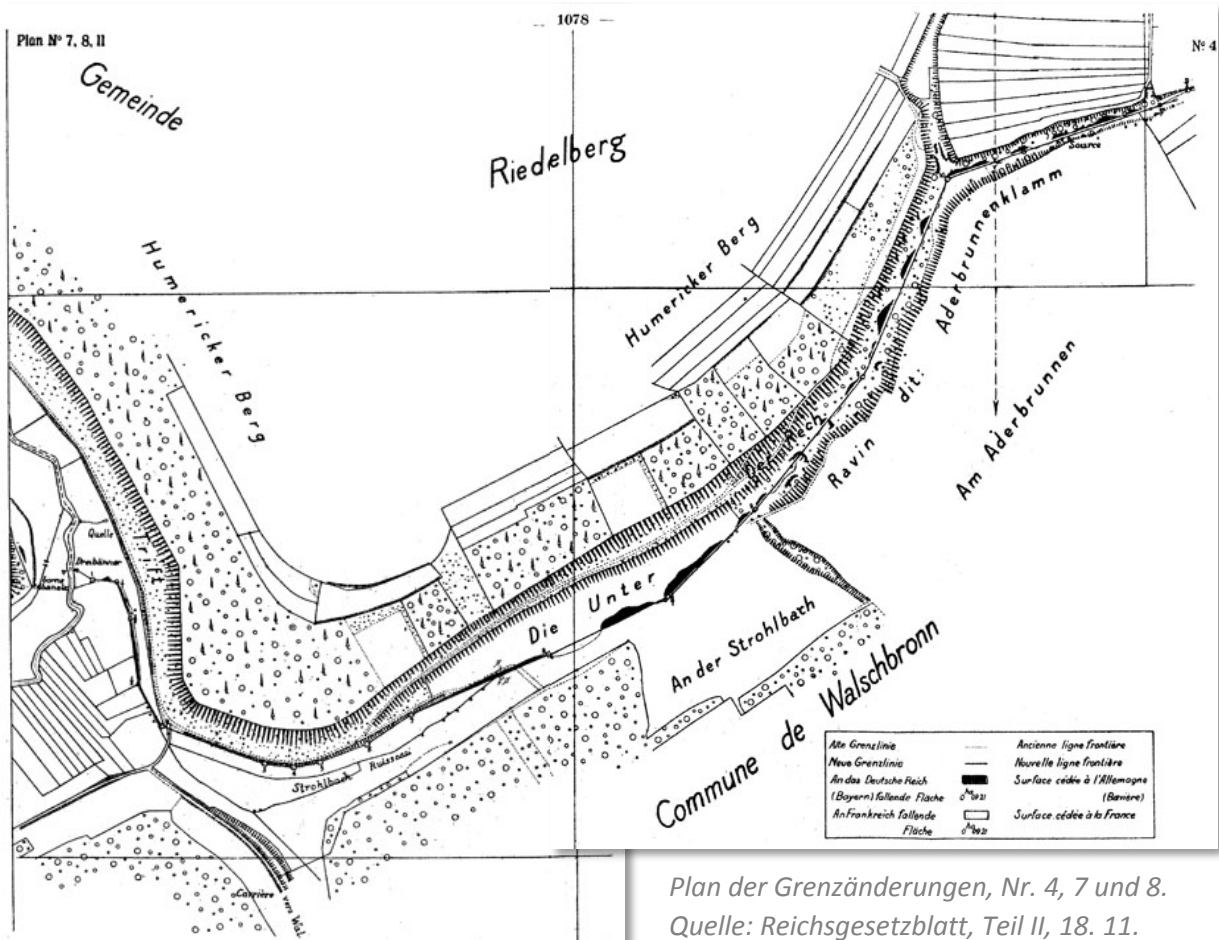 1078
Plan Nº 7, 8, 11
Nº 4
Gemeinde
Riedelberg
Source
Humericker Berg
Humericker Berg
Aderbrunnenklamm
Ravin dit:
Am Aderbrunnen
Der Rech
Quelle
Trift
Die Unter
An der Strohlbach
Commune de Walschbronn
Strohlbach Ruisseau
Carrière
vers Wal.
Alte Grenzlinie Ancienne ligne frontière
Neue Grenzlinie Nouvelle ligne frontière
An das Deutsche Reich Surface cédée à l'Allemagne
(Bayern) fallende Fläche (Bavière)
An Frankreich fallende Surface cédée à la France
Fläche
Plan der Grenzänderungen, Nr. 4, 7 und 8.
Quelle: Reichsgesetzblatt, Teil II, 18. 11.